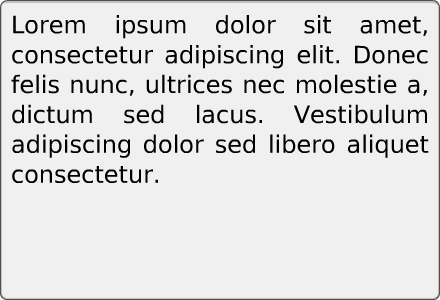 Lorem ipsum dolor sit amet,
consectetur adipiscing elit. Donec
felis nunc, ultrices nec molestie a,
dictum sed lacus. Vestibulum
adipiscing dolor sed libero aliquet
consectetur.